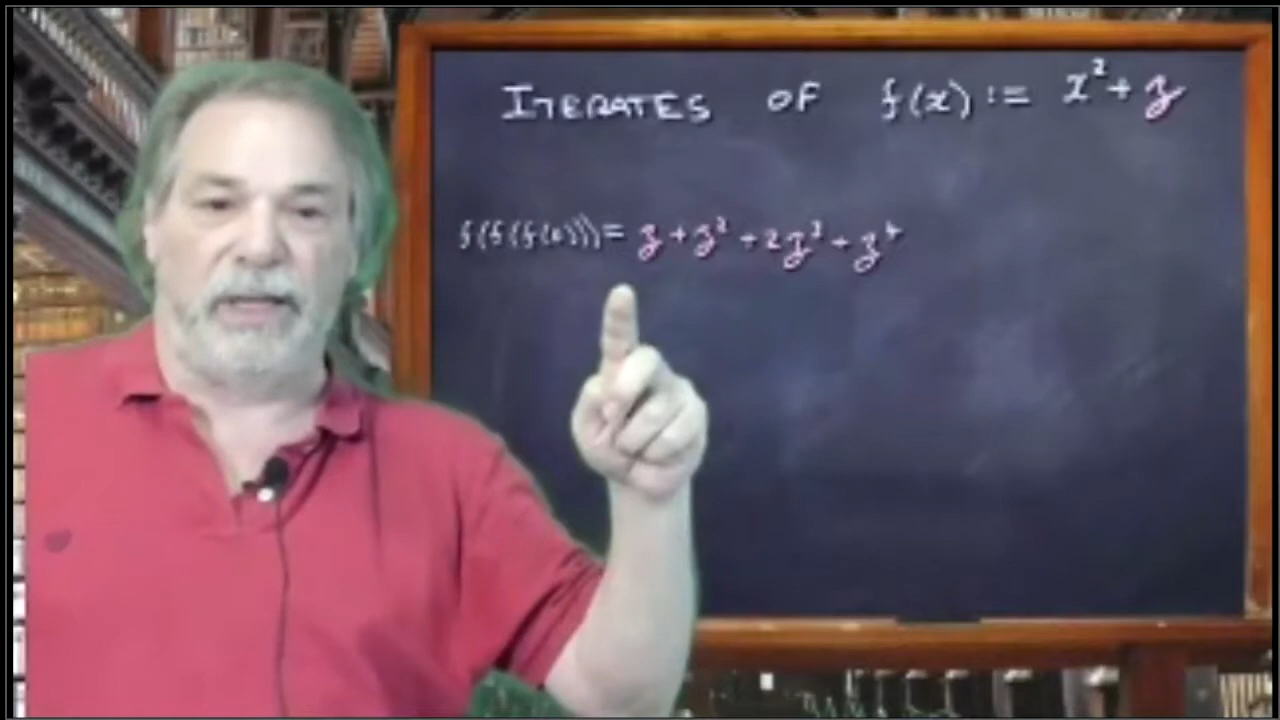 ITERATES OF f(x) := x² + z
f(f(f(0))) = z + z² + 2z³ + z⁴